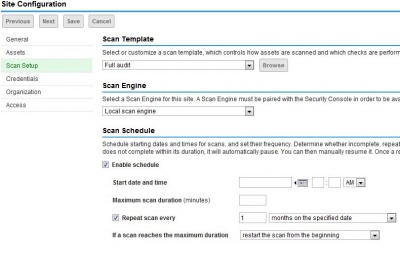 Site Configuration
Previous Next Save Cancel
General
Assets
Scan Setup
Credentials
Organization
Access
Scan Template
Select or customize a scan template, which controls how assets are scanned and which checks are perform
Full audit Browse
Scan Engine
Select a Scan Engine for this site. A Scan Engine must be paired with the Security Console in order to be ava
Local scan engine
Scan Schedule
Schedule starting dates and times for scans, and set their frequency. Determine whether incomplete, repeat
does not complete within its duration, it will automatically pause. You can then manually resume it. Once a r
Enable schedule
Start date and time : AM
Maximum scan duration (minutes)
Repeat scan every 1 months on the specified date
If a scan reaches the maximum duration restart the scan from the beginning